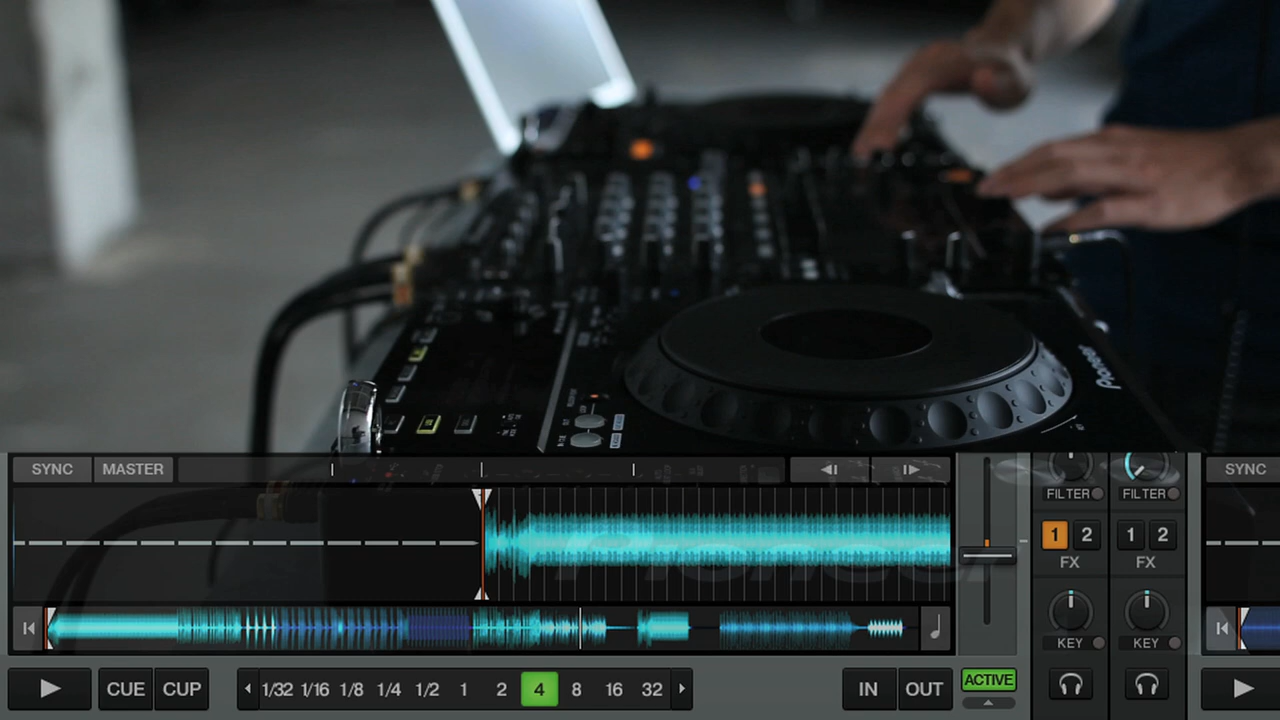 Pioneer
SYNC MASTER SYNC
FILTER FILTER
1 2 1 2
FX FX
KEY KEY
CUE CUP 1/32 1/16 1/8 1/4 1/2 1 2 4 8 16 32 IN OUT ACTIVE